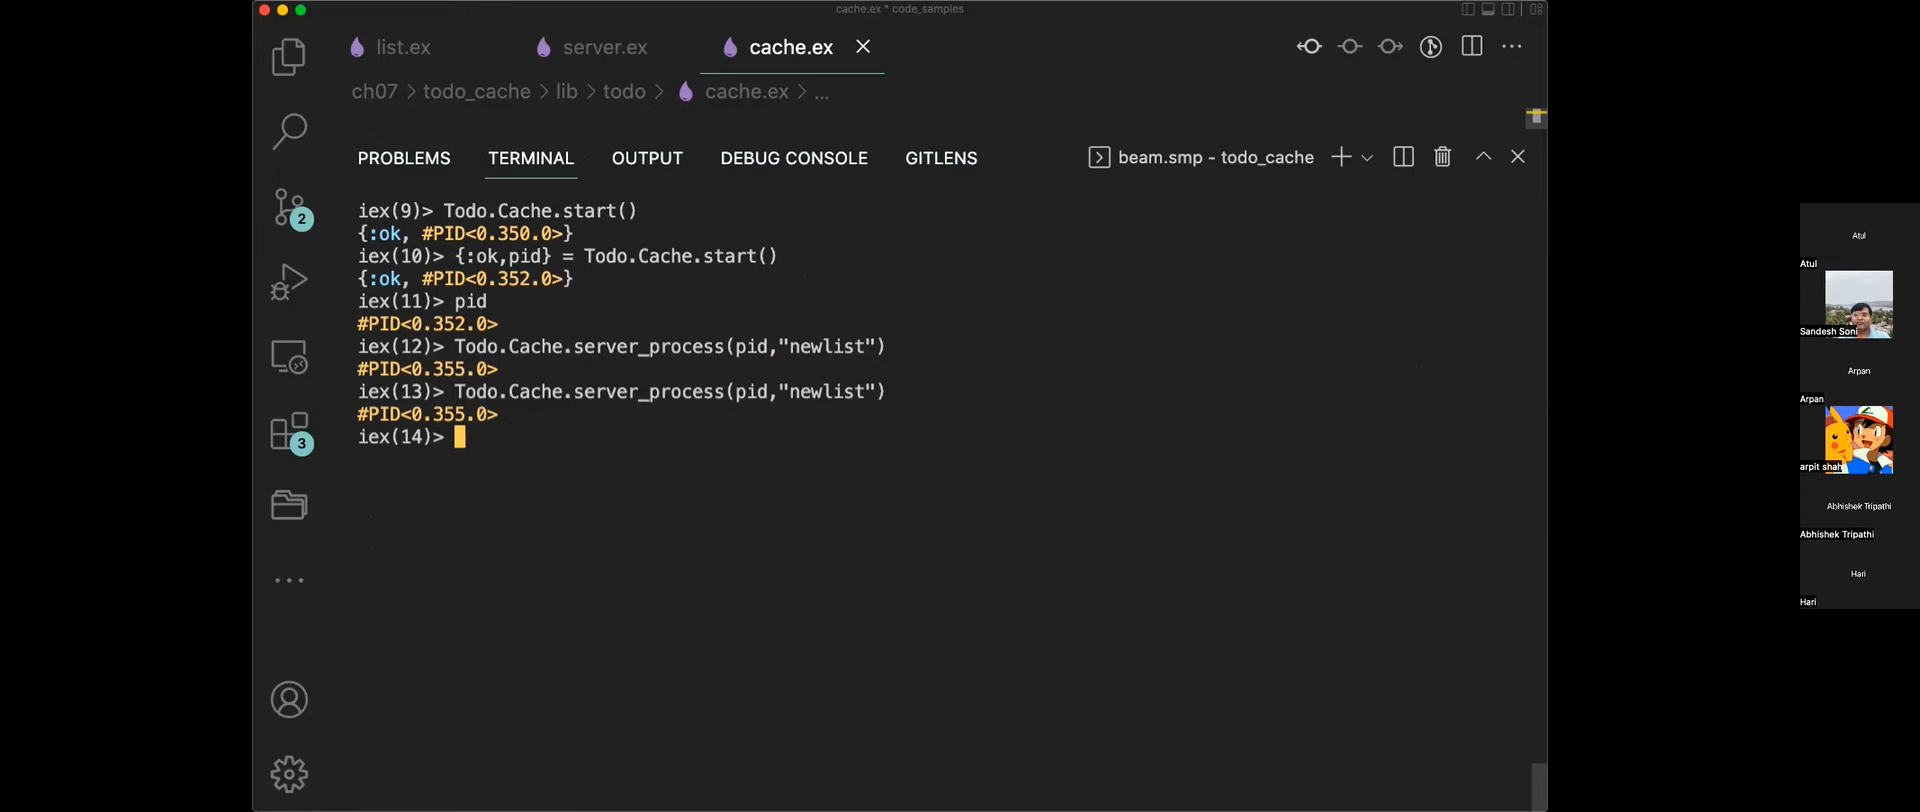 cache.ex * code_samples
list.ex server.ex cache.ex
ch07 > todo_cache > lib > todo > cache.ex > ...
PROBLEMS TERMINAL OUTPUT DEBUG CONSOLE GITLENS beam.smp - todo_cache
iex(9)> Todo.Cache.start()
{:ok, #PID<0.350.0>}
iex(10)> {:ok,pid} = Todo.Cache.start()
{:ok, #PID<0.352.0>}
iex(11)> pid
#PID<0.352.0>
iex(12)> Todo.Cache.server_process(pid,"newlist")
#PID<0.355.0>
iex(13)> Todo.Cache.server_process(pid,"newlist")
#PID<0.355.0>
iex(14)>
2
3
Atul
Atul
Sandesh Soni
Arpan
Arpan
arpit shah
Abhishek Tripathi
Abhishek Tripathi
Hari
Hari